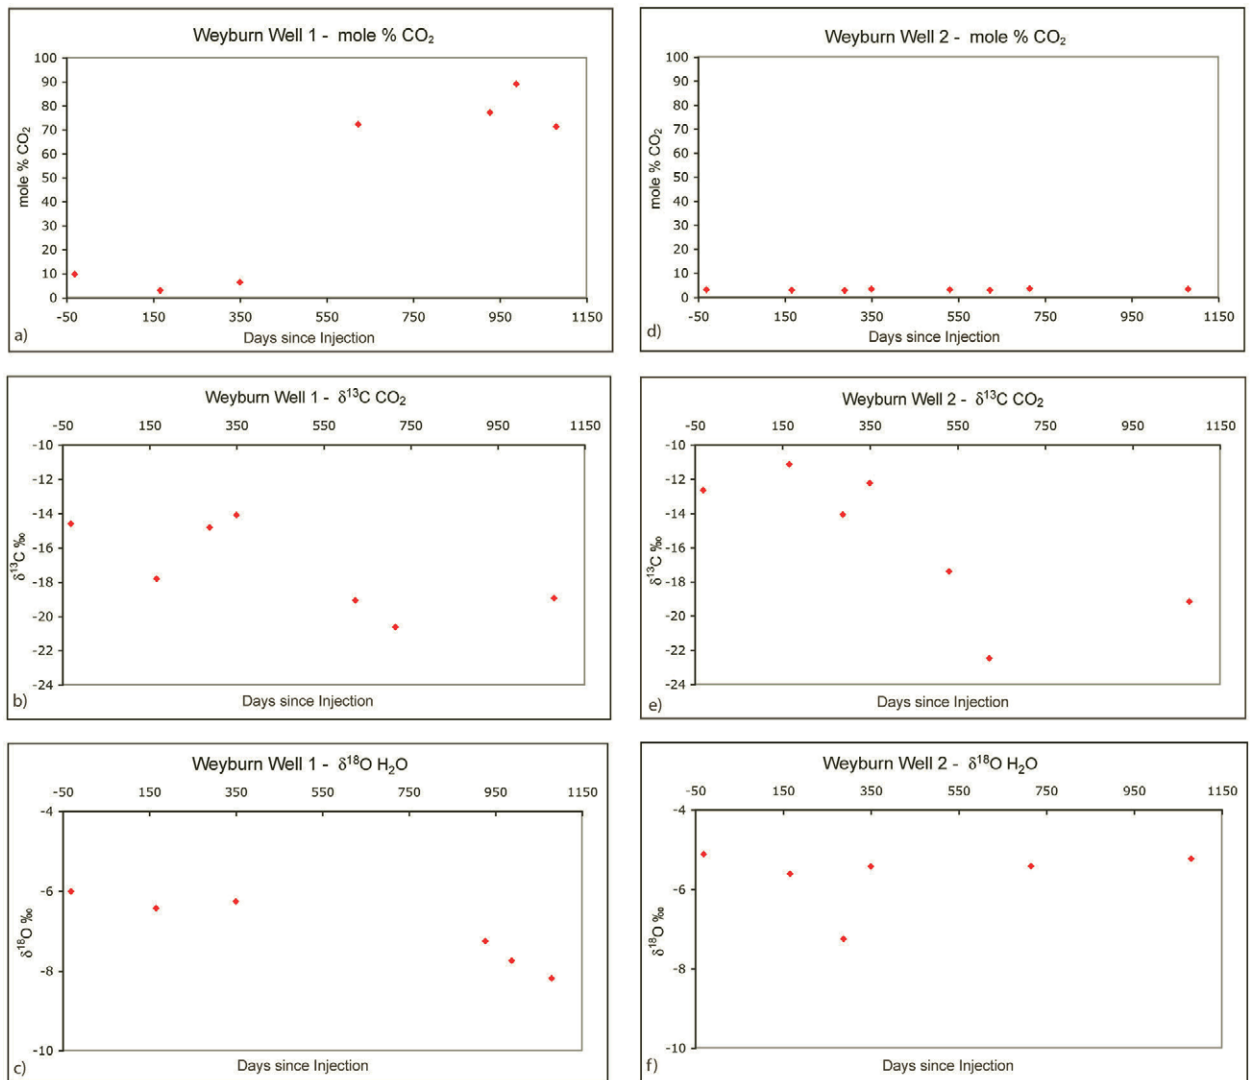 Weyburn Well 1 - mole % CO₂
100
90
80
70
60
50
40
30
20
10
0
mole % CO₂
-50 150 350 550 750 950 1150
Days since Injection
a)
Weyburn Well 2 - mole % CO₂
100
90
80
70
60
50
40
30
20
10
0
mole % CO₂
-50 150 350 550 750 950 1150
Days since Injection
d)
Weyburn Well 1 - δ¹³C CO₂
-50 150 350 550 750 950 1150
-10
-12
-14
-16
-18
-20
-22
-24
δ¹³C ‰
Days since Injection
b)
Weyburn Well 2 - δ¹³C CO₂
-50 150 350 550 750 950 1150
-10
-12
-14
-16
-18
-20
-22
-24
δ¹³C ‰
Days since Injection
e)
Weyburn Well 1 - δ¹⁸O H₂O
-50 150 350 550 750 950 1150
-4
-6
-8
-10
δ¹⁸O ‰
Days since Injection
c)
Weyburn Well 2 - δ¹⁸O H₂O
-50 150 350 550 750 950 1150
-4
-6
-8
-10
δ¹⁸O ‰
Days since Injection
f)